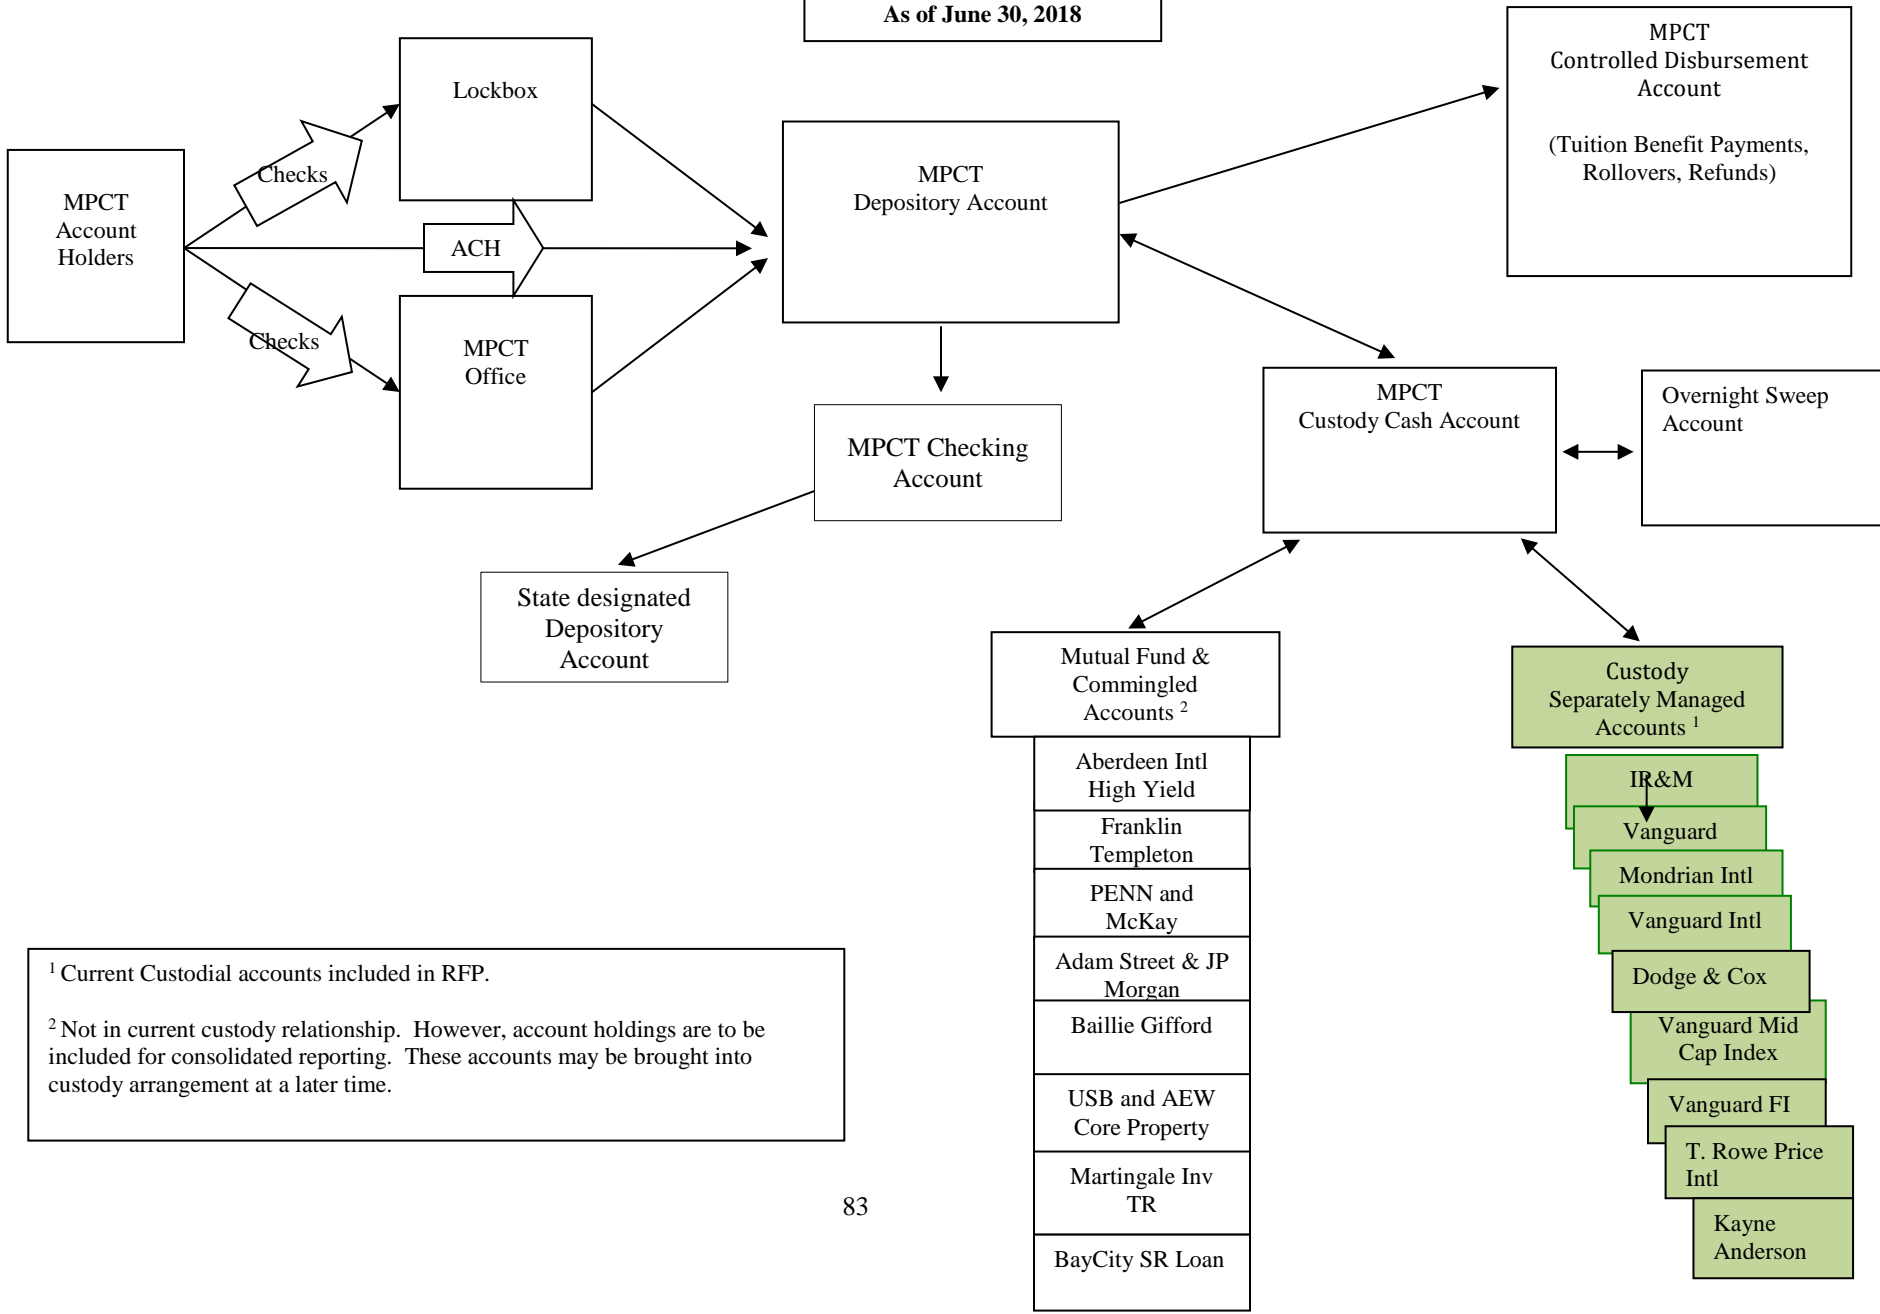 As of June 30, 2018
MPCT
Controlled Disbursement
Account
(Tuition Benefit Payments,
Rollovers, Refunds)
Lockbox
Checks
MPCT
Account
Holders
ACH
MPCT
Depository Account
Checks
MPCT
Office
MPCT
Custody Cash Account
Overnight Sweep
Account
MPCT Checking
Account
State designated
Depository
Account
Mutual Fund &
Commingled
Accounts ²
Aberdeen Intl
High Yield
Franklin
Templeton
PENN and
McKay
Adam Street & JP
Morgan
Baillie Gifford
USB and AEW
Core Property
Martingale Inv
TR
BayCity SR Loan
Custody
Separately Managed
Accounts ¹
IR&M
Vanguard
Mondrian Intl
Vanguard Intl
Dodge & Cox
Vanguard Mid
Cap Index
Vanguard FI
T. Rowe Price
Intl
Kayne
Anderson
¹ Current Custodial accounts included in RFP.
² Not in current custody relationship.  However, account holdings are to be
included for consolidated reporting.  These accounts may be brought into
custody arrangement at a later time.
83